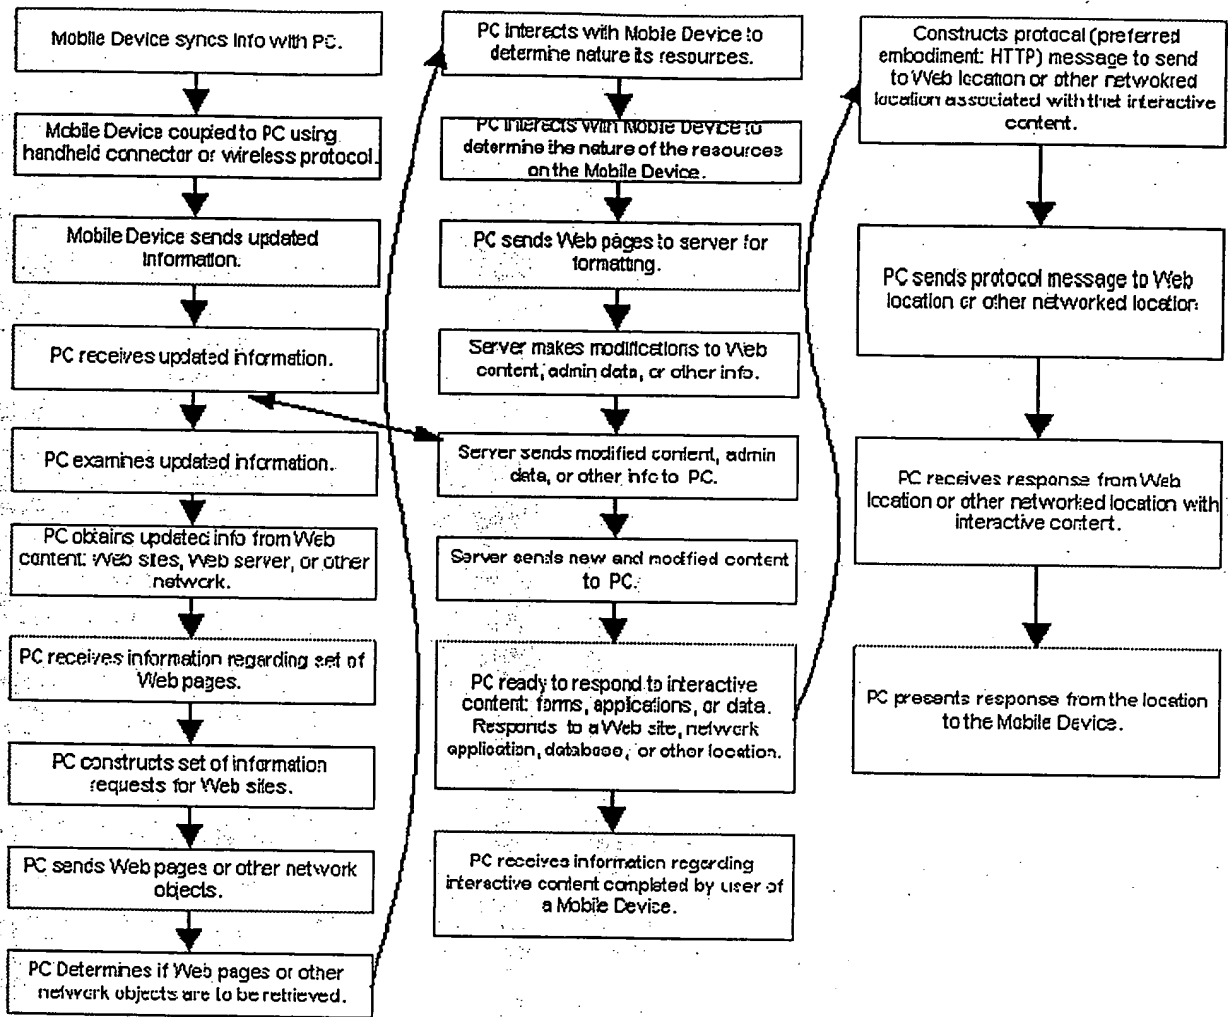 Mobile Device syncs info with PC.
Mobile Device coupled to PC using
handheld connector or wireless protocol.
Mobile Device sends updated
information.
PC receives updated information.
PC examines updated information.
PC obtains updated info from Web
content: Web sites, Web server, or other
network.
PC receives information regarding set of
Web pages.
PC constructs set of information
requests for Web sites.
PC sends Web pages or other network
objects.
PC Determines if Web pages or other
network objects are to be retrieved.
PC interacts with Mobile Device to
determine nature its resources.
PC interacts with Mobile Device to
determine the nature of the resources
on the Mobile Device.
PC sends Web pages to server for
formatting.
Server makes modifications to Web
content, admin data, or other info.
Server sends modified content, admin
data, or other info to PC.
Server sends new and modified content
to PC.
PC ready to respond to interactive
content: forms, applications, or data.
Responds to a Web site, network
application, database, or other location.
PC receives information regarding
interactive content completed by user of
a Mobile Device.
Constructs protocal (preferred
embodiment: HTTP) message to send
to Web location or other netwokred
location associated with that interactive
content.
PC sends protocol message to Web
location or other networked location
PC receives response from Web
location or other networked location with
interactive content.
PC presents response from the location
to the Mobile Device.